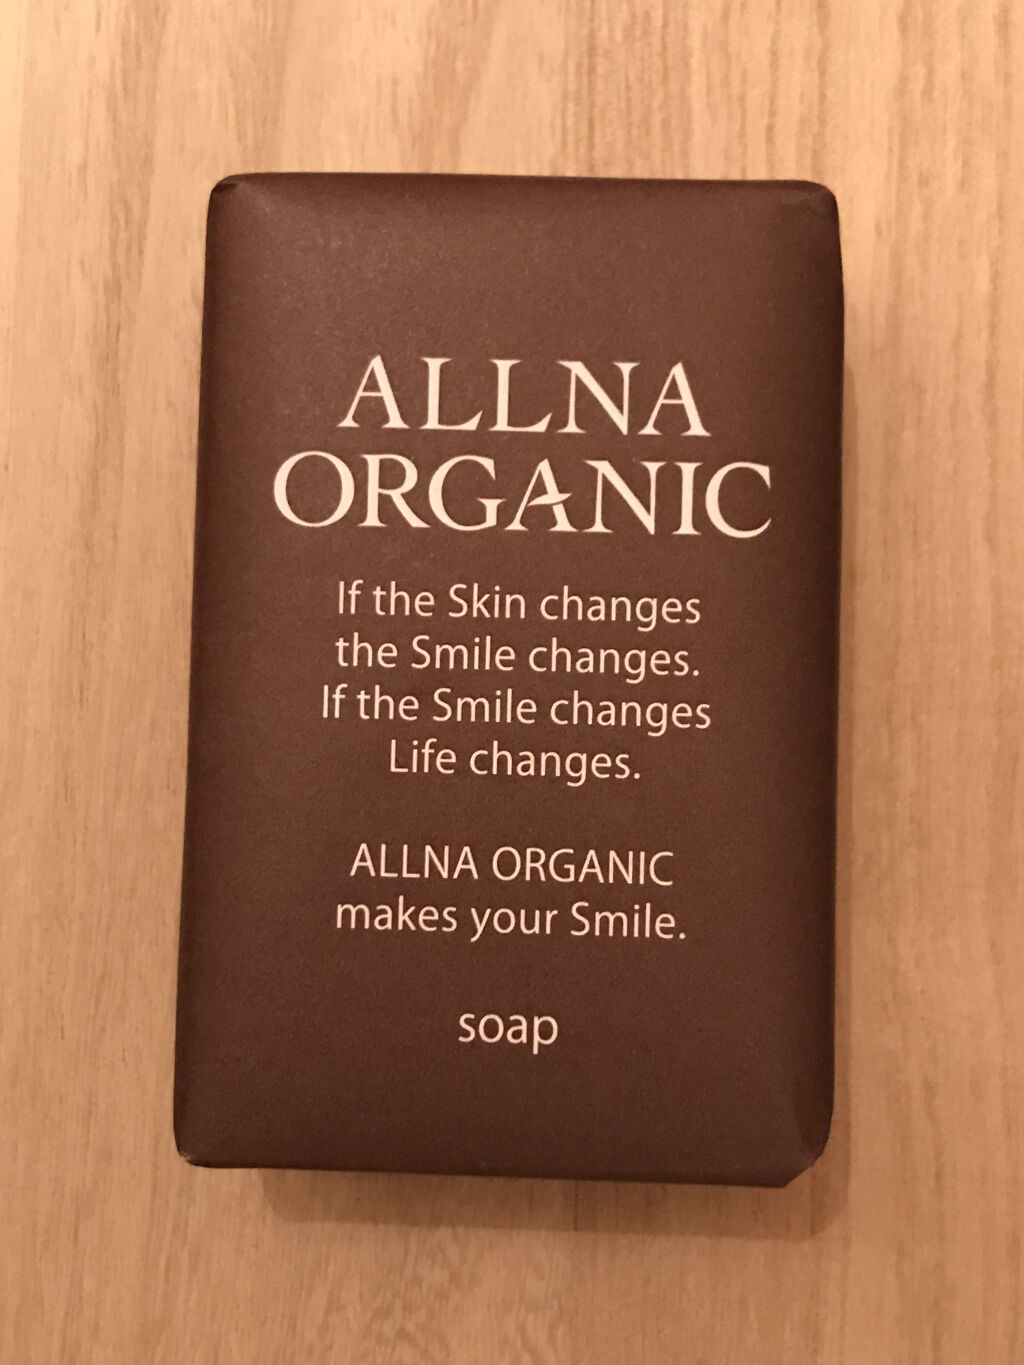 ALLNA
ORGANIC
If the Skin changes
the Smile changes.
If the Smile changes
Life changes.
ALLNA ORGANIC
makes your Smile.
soap